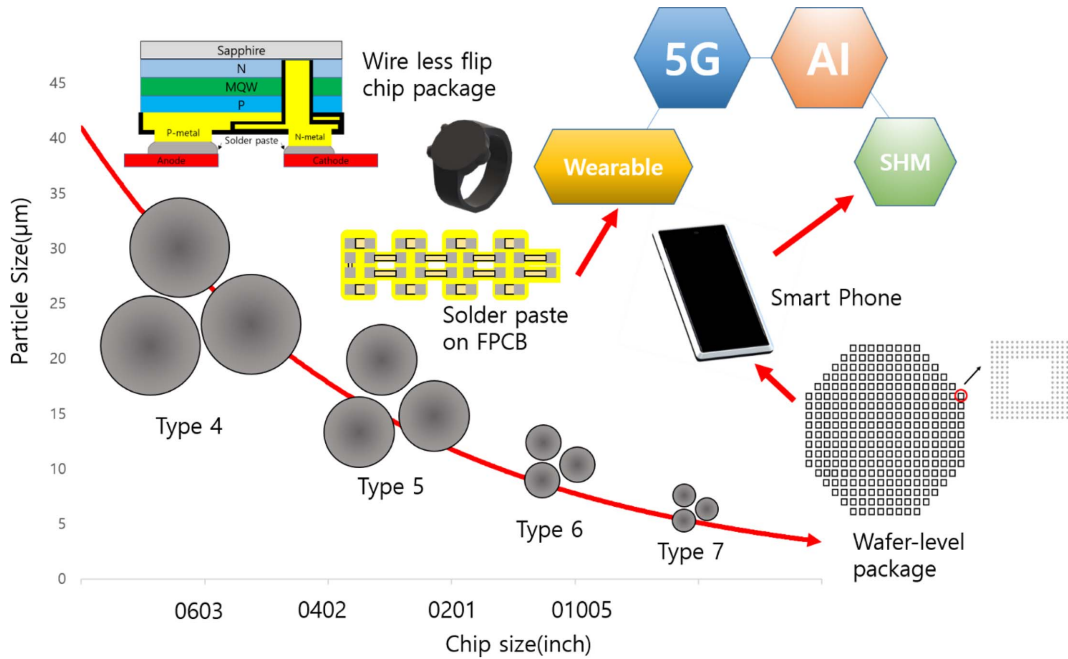 Sapphire
N
MQW
P
P-metal
Solder paste
N-metal
Anode
Cathode
Wire less flip
chip package
5G
AI
Wearable
SHM
Solder paste
on FPCB
Smart Phone
Wafer-level
package
Particle Size(μm)
45
40
35
30
25
20
15
10
5
0
Type 4
Type 5
Type 6
Type 7
0603
0402
0201
01005
Chip size(inch)